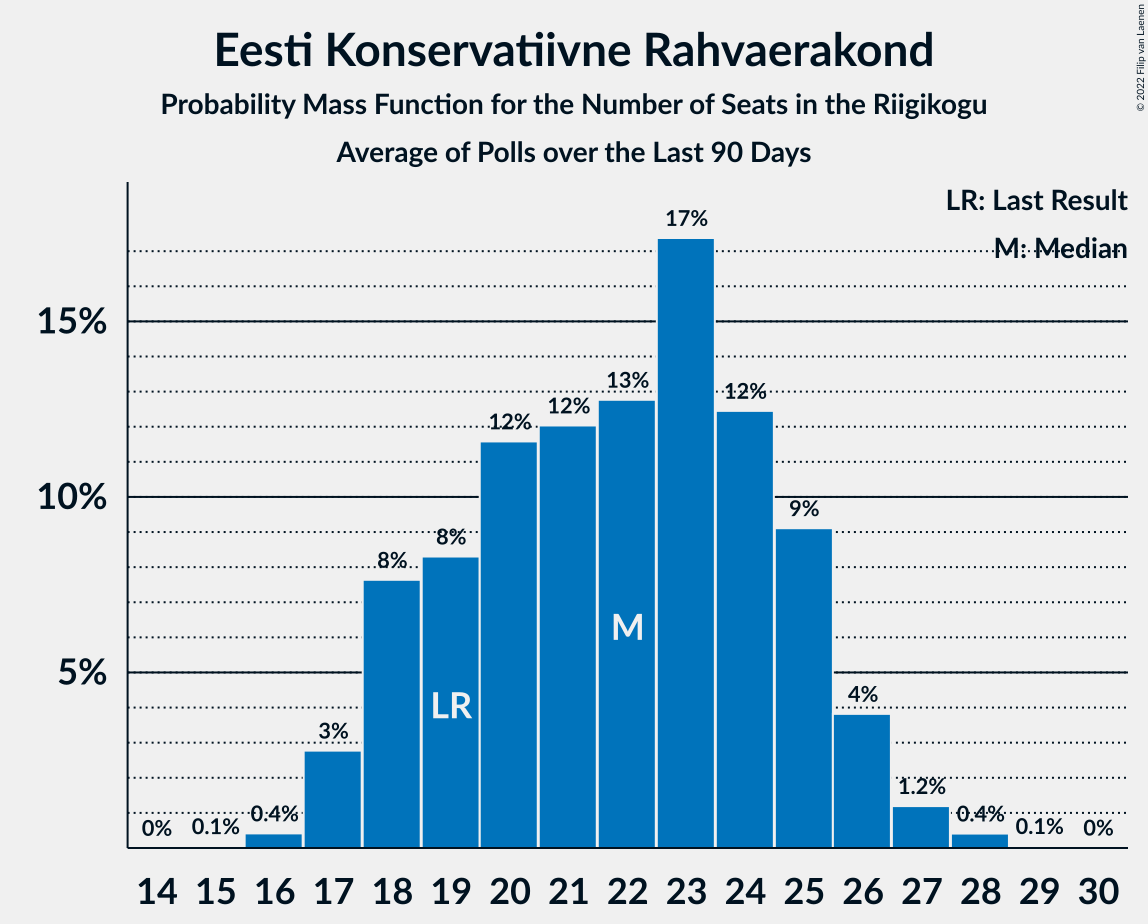 Eesti Konservatiivne Rahvaerakond
Probability Mass Function for the Number of Seats in the Riigikogu
Average of Polls over the Last 90 Days
© 2022 Filip van Laenen
LR: Last Result
M: Median
17%
15%
13%
12%
12%
12%
10%
9%
8%
8%
M
5%
LR
4%
3%
1.2%
0% 0.1% 0.4% 0.4% 0.1% 0%
14 15 16 17 18 19 20 21 22 23 24 25 26 27 28 29 30